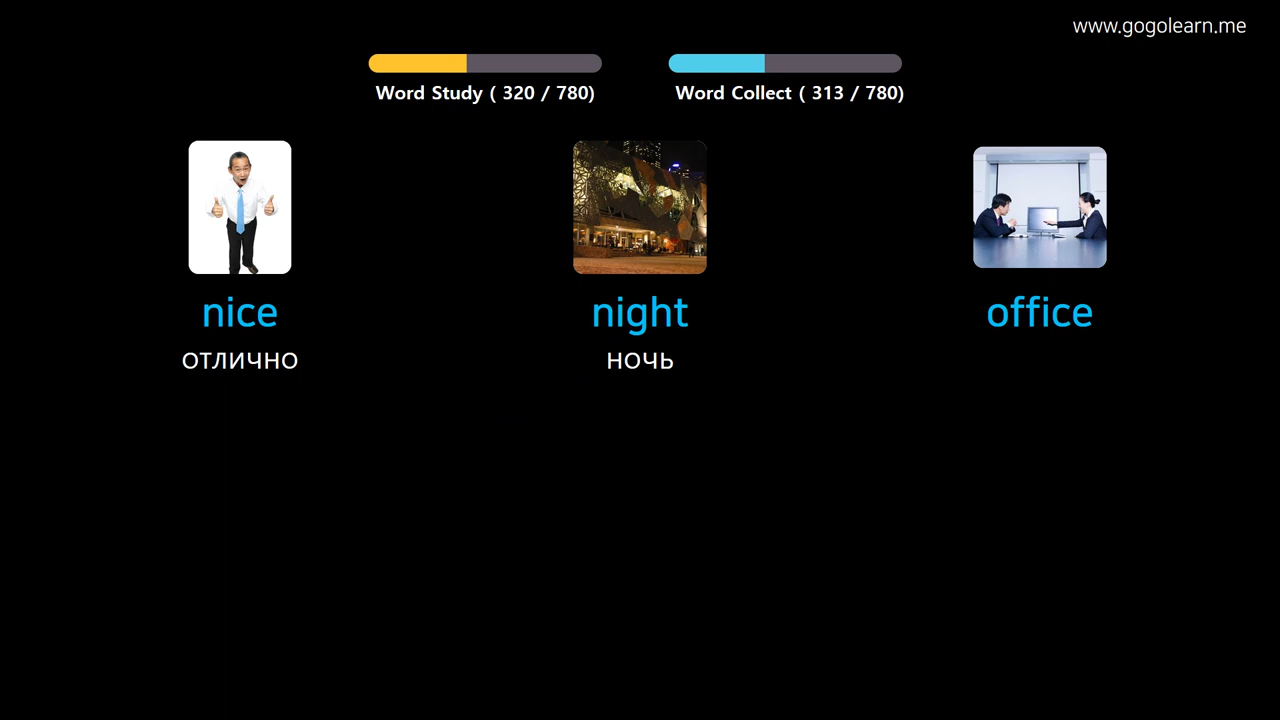 www.gogolearn.me
Word Study ( 320 / 780)
Word Collect ( 313 / 780)
nice
night
office
отлично
ночь